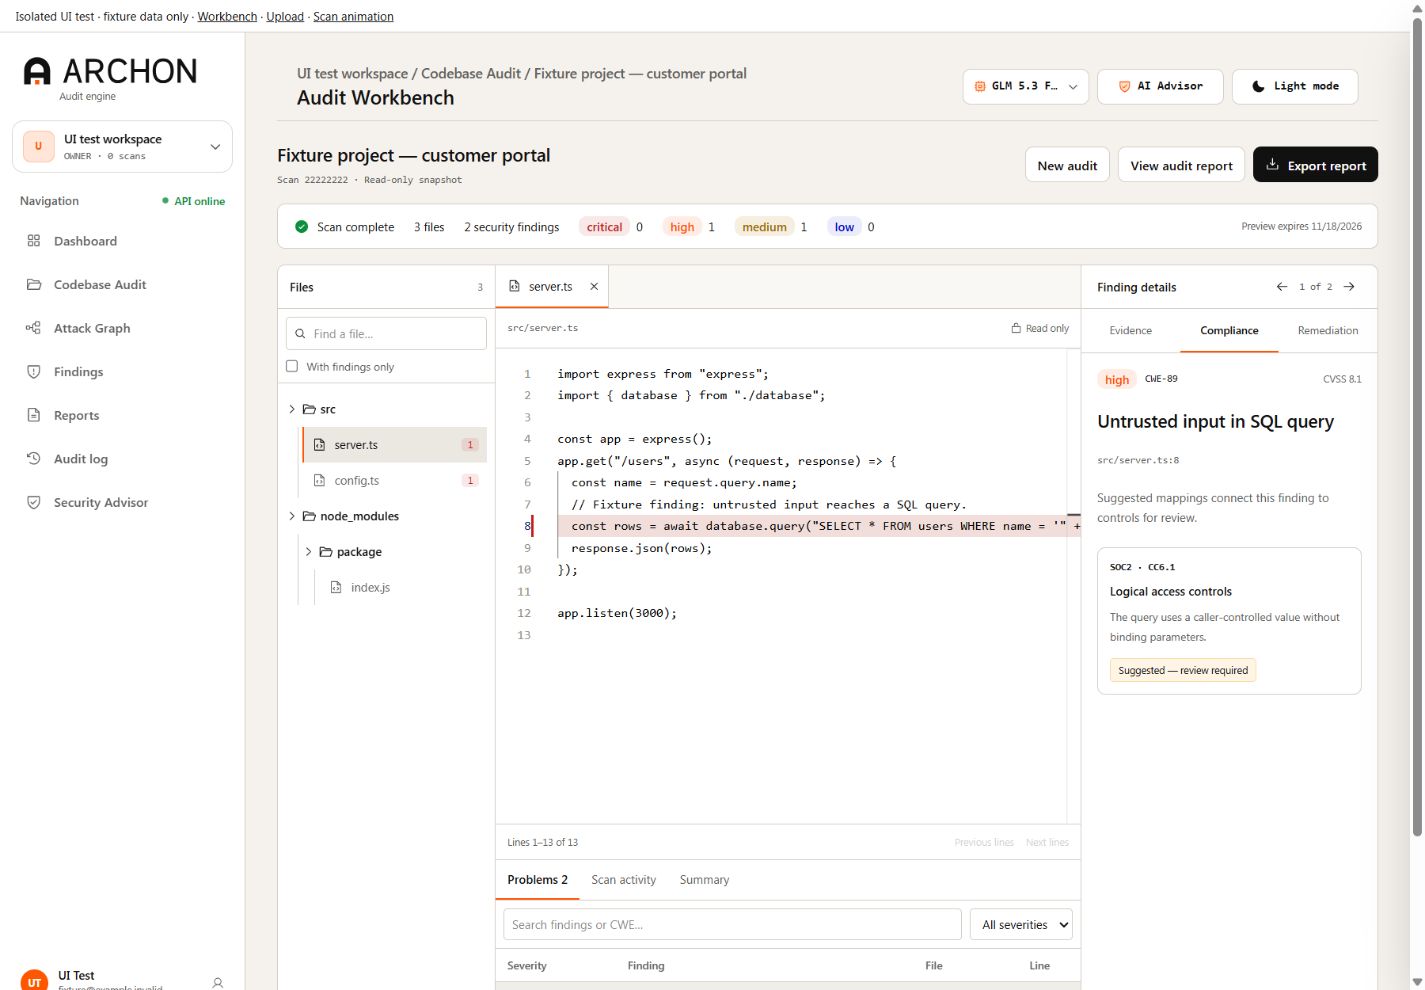 Isolated UI test · fixture data only · Workbench · Upload · Scan animation
ARCHON
Audit engine
U
UI test workspace
OWNER · 0 scans
Navigation
API online
Dashboard
Codebase Audit
Attack Graph
Findings
Reports
Audit log
Security Advisor
UT
UI Test
UI test workspace / Codebase Audit / Fixture project — customer portal
Audit Workbench
GLM 5.3 F…
AI Advisor
Light mode
Fixture project — customer portal
Scan 22222222 · Read-only snapshot
New audit
View audit report
Export report
Scan complete
3 files
2 security findings
critical 0
high 1
medium 1
low 0
Preview expires 11/18/2026
Files
3
Find a file...
With findings only
src
server.ts
1
config.ts
1
node_modules
package
index.js
server.ts
src/server.ts
Read only
1 import express from "express";
2 import { database } from "./database";
3
4 const app = express();
5 app.get("/users", async (request, response) => {
6 const name = request.query.name;
7 // Fixture finding: untrusted input reaches a SQL query.
8 const rows = await database.query("SELECT * FROM users WHERE name = '" +
9 response.json(rows);
10 });
11
12 app.listen(3000);
13
Lines 1–13 of 13
Previous lines
Next lines
Problems 2
Scan activity
Summary
Search findings or CWE...
All severities
Severity
Finding
File
Line
Finding details
1 of 2
Evidence
Compliance
Remediation
high
CWE-89
CVSS 8.1
Untrusted input in SQL query
src/server.ts:8
Suggested mappings connect this finding to
controls for review.
SOC2 · CC6.1
Logical access controls
The query uses a caller-controlled value without
binding parameters.
Suggested — review required